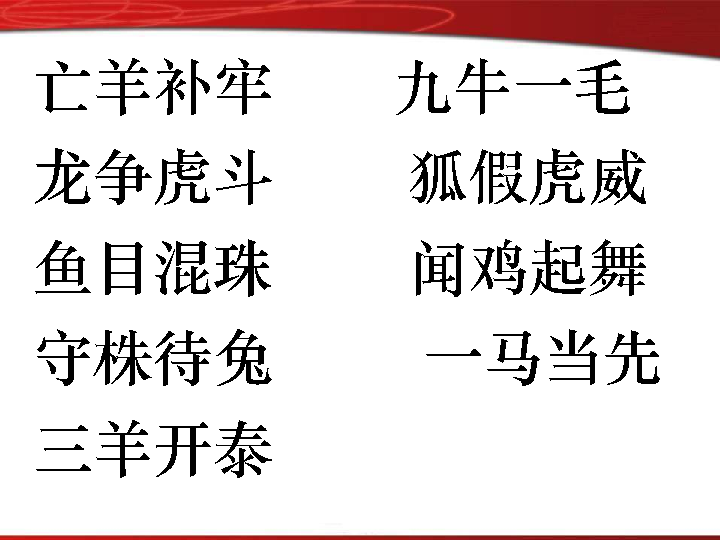 亡羊补牢 九牛一毛
龙争虎斗 狐假虎威
鱼目混珠 闻鸡起舞
守株待兔 一马当先
三羊开泰